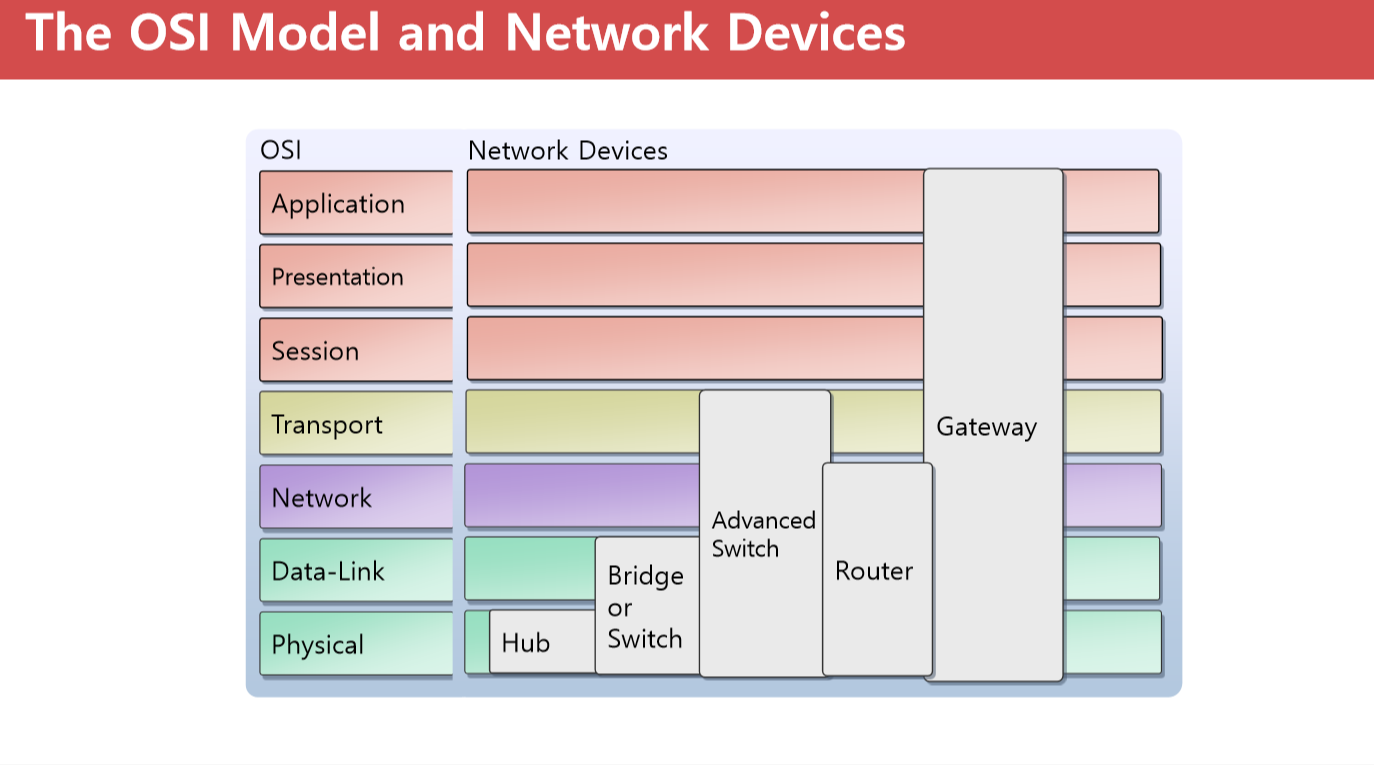 The OSI Model and Network Devices
OSI
Network Devices
Application
Presentation
Session
Transport
Network
Data-Link
Physical
Hub
Bridge
or
Switch
Advanced
Switch
Router
Gateway